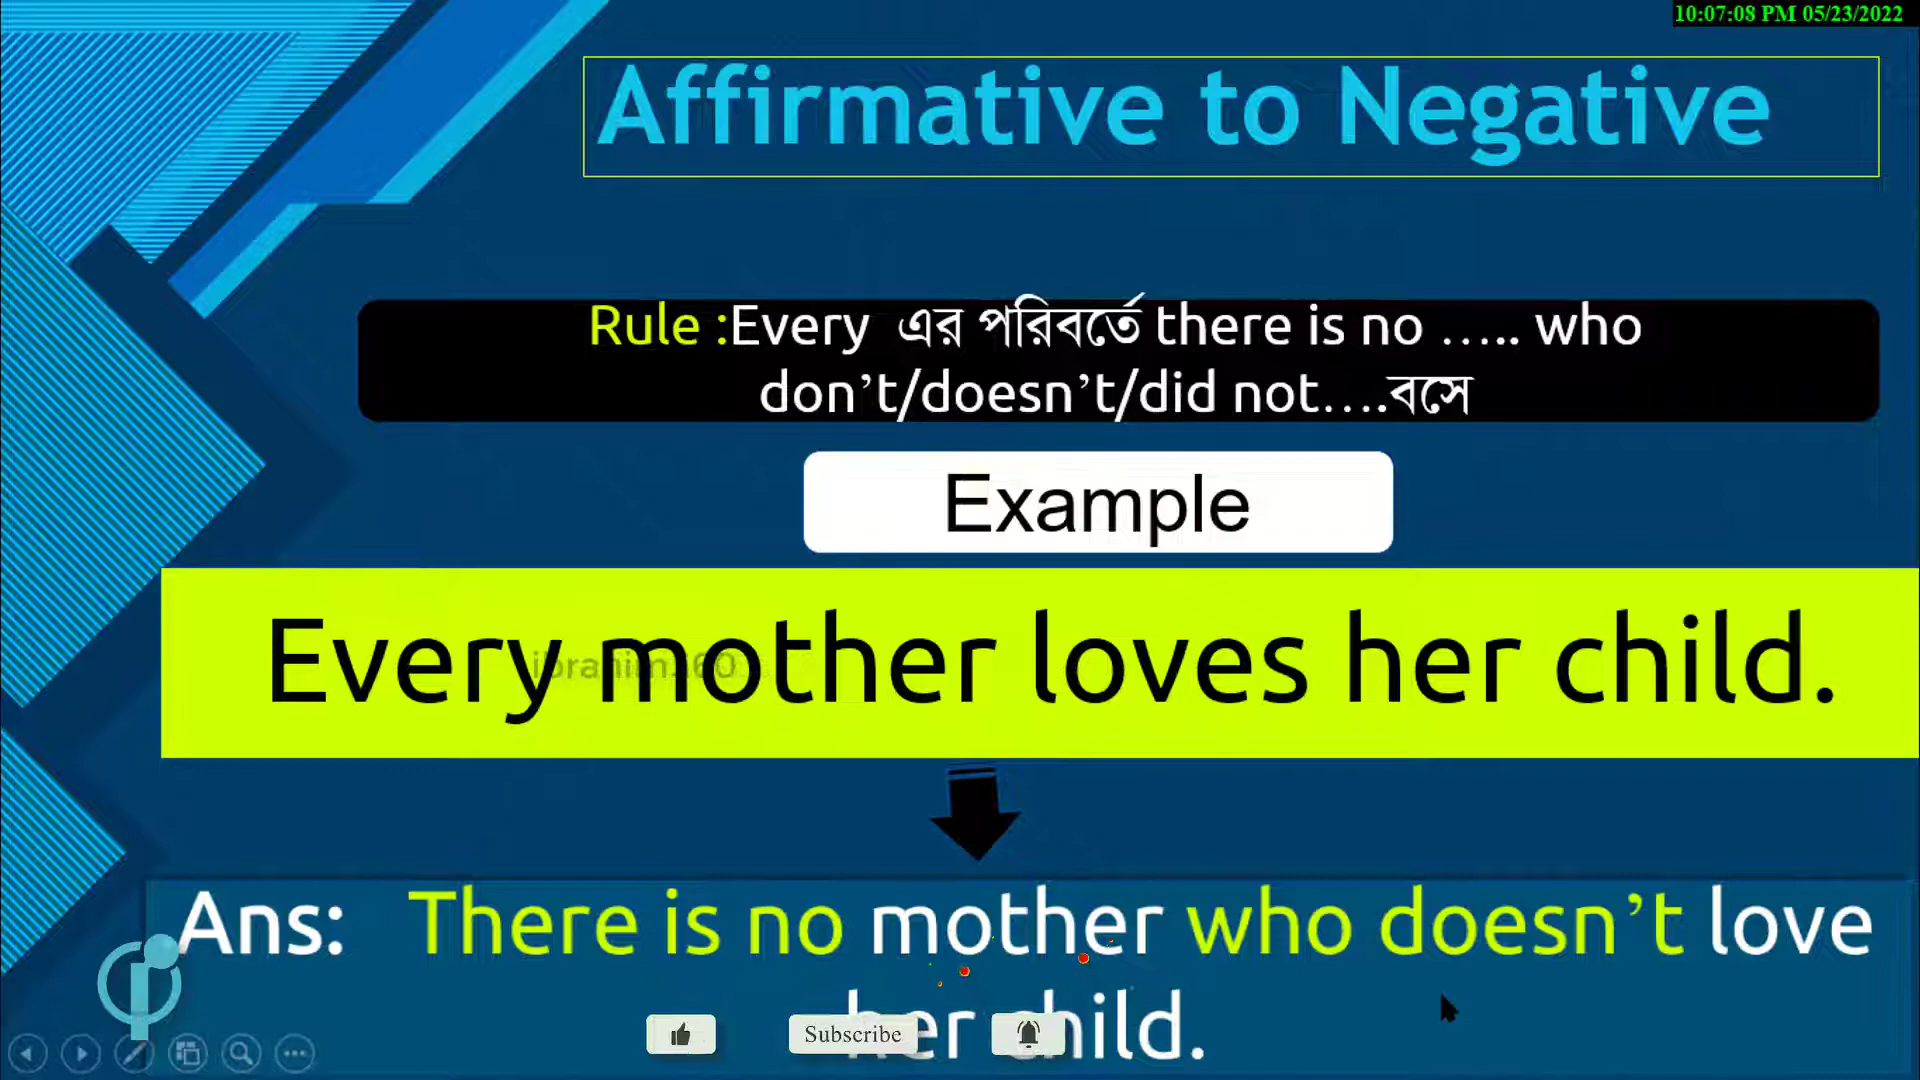 10:07:08 PM 05/23/2022
Affirmative to Negative
Rule :Every এর পরিবর্তে there is no ..... who
don’t/doesn’t/did not....বসে
Example
Every mother loves her child.
ibrahim360
Ans: There is no mother who doesn’t love
her child.
Subscribe